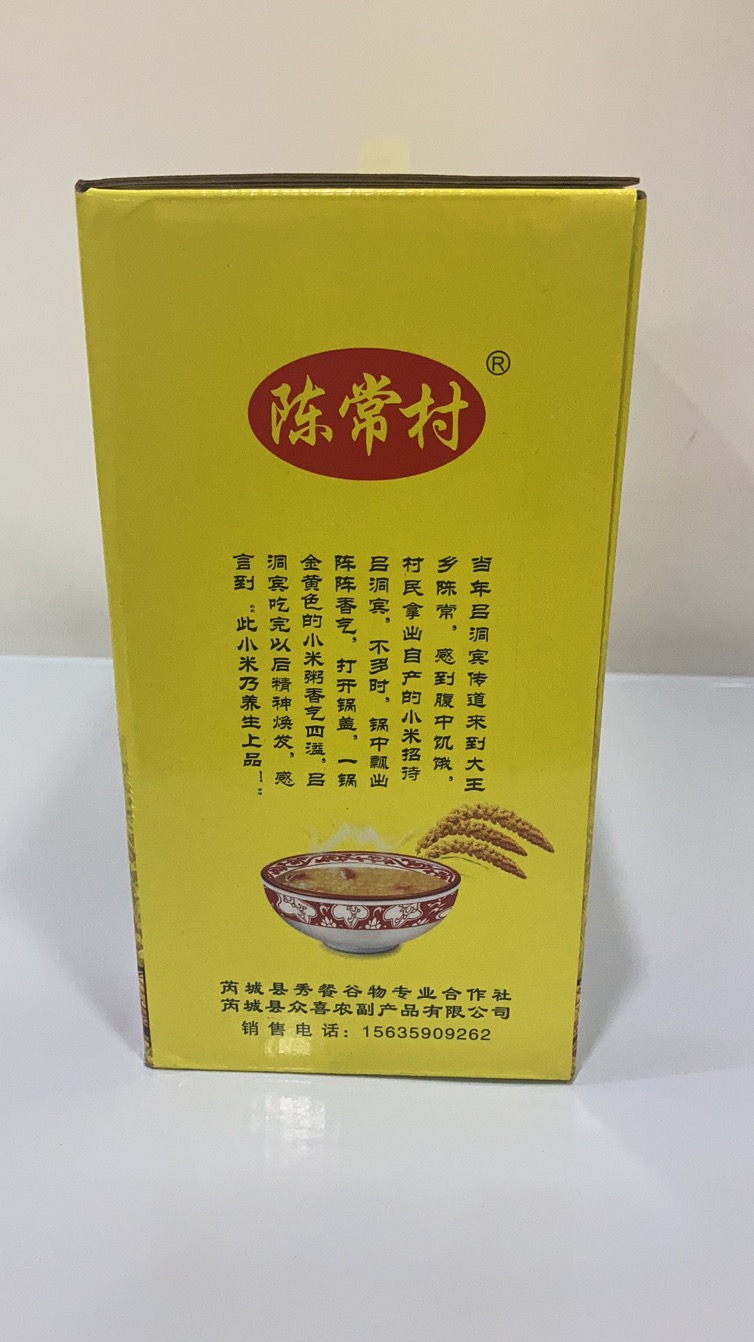 陈常村
®
当年吕洞宾传道来到大王
乡陈常，感到腹中饥饿，
村民拿出自产的小米招待
吕洞宾，不多时，锅中飘出
阵阵香气，打开锅盖，一锅
金黄色的小米粥香气四溢，吕
洞宾吃完以后精神焕发，感
言到“此小米乃养生上品！”
芮城县秀餐谷物专业合作社
芮城县众喜农副产品有限公司
销售电话：15635909262